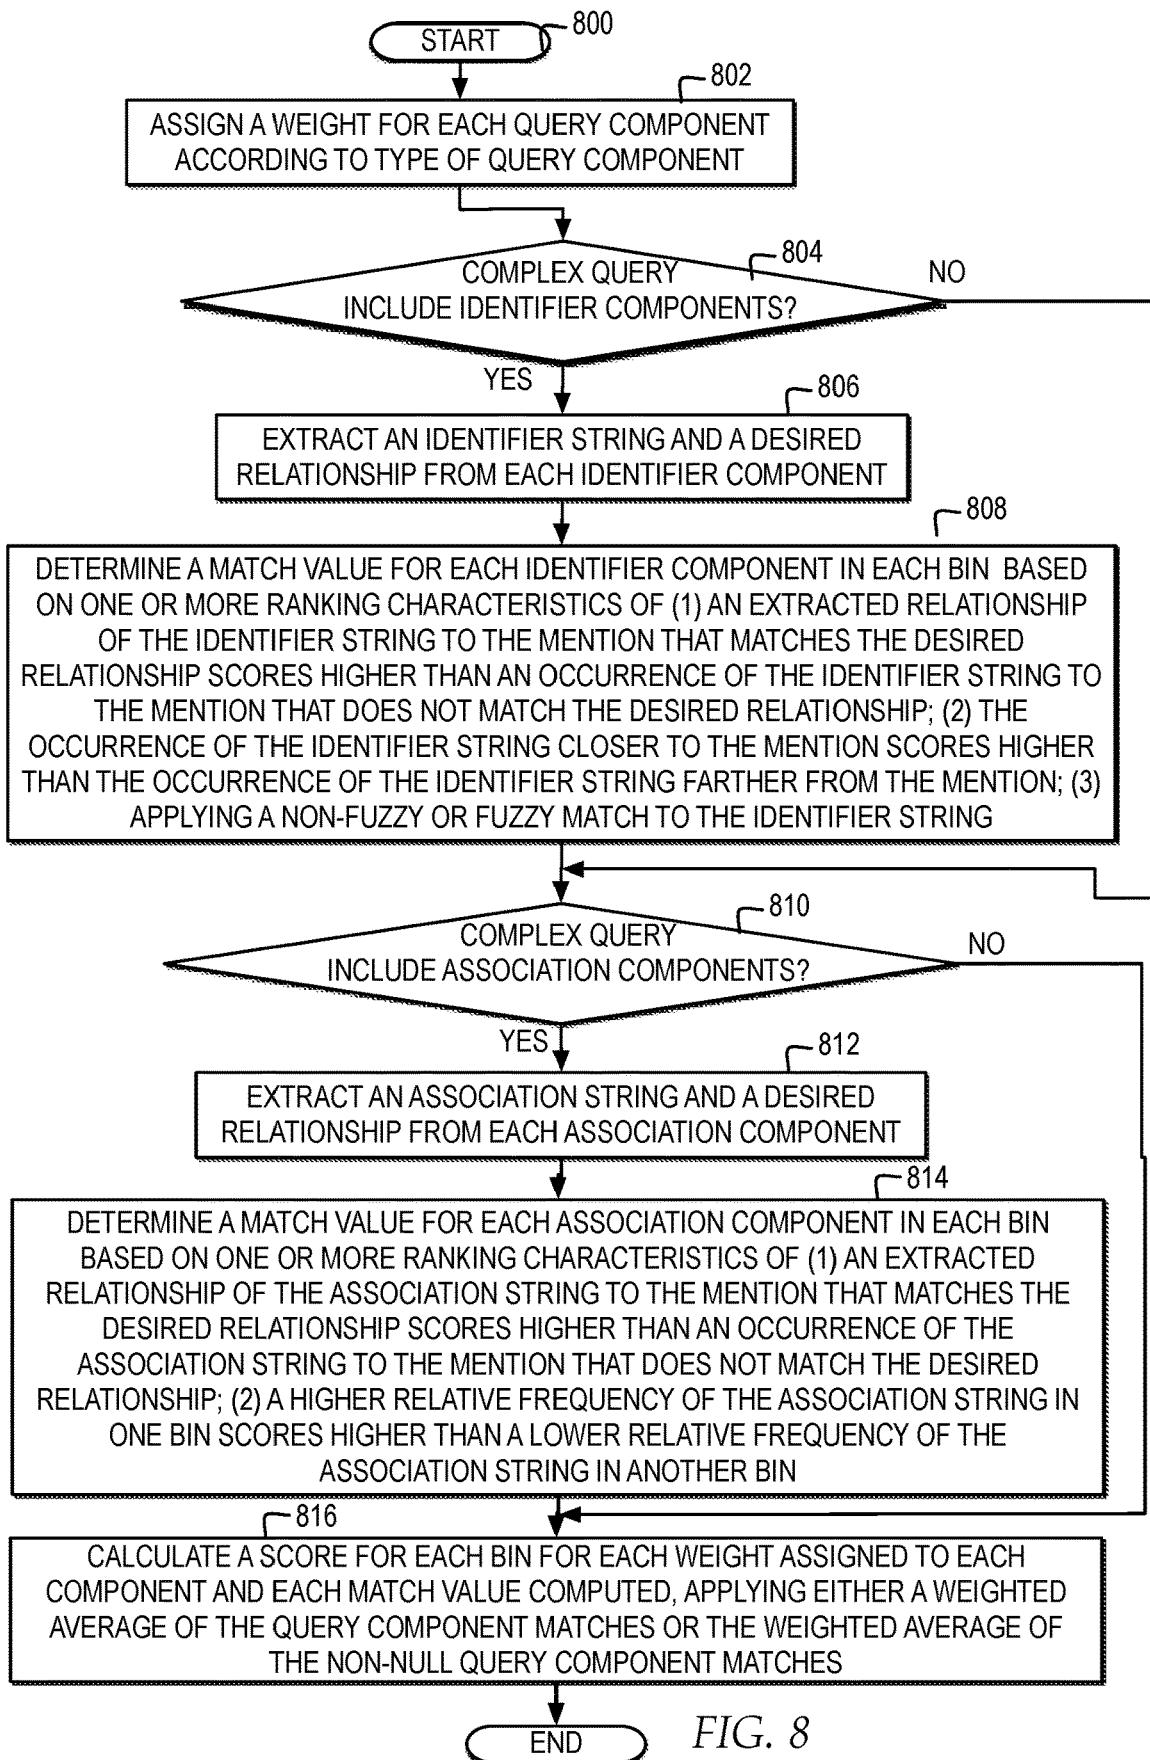 START
800
802
ASSIGN A WEIGHT FOR EACH QUERY COMPONENT
ACCORDING TO TYPE OF QUERY COMPONENT
804
COMPLEX QUERY
INCLUDE IDENTIFIER COMPONENTS?
NO
YES
806
EXTRACT AN IDENTIFIER STRING AND A DESIRED
RELATIONSHIP FROM EACH IDENTIFIER COMPONENT
808
DETERMINE A MATCH VALUE FOR EACH IDENTIFIER COMPONENT IN EACH BIN BASED
ON ONE OR MORE RANKING CHARACTERISTICS OF (1) AN EXTRACTED RELATIONSHIP
OF THE IDENTIFIER STRING TO THE MENTION THAT MATCHES THE DESIRED
RELATIONSHIP SCORES HIGHER THAN AN OCCURRENCE OF THE IDENTIFIER STRING TO
THE MENTION THAT DOES NOT MATCH THE DESIRED RELATIONSHIP; (2) THE
OCCURRENCE OF THE IDENTIFIER STRING CLOSER TO THE MENTION SCORES HIGHER
THAN THE OCCURRENCE OF THE IDENTIFIER STRING FARTHER FROM THE MENTION; (3)
APPLYING A NON-FUZZY OR FUZZY MATCH TO THE IDENTIFIER STRING
810
COMPLEX QUERY
INCLUDE ASSOCIATION COMPONENTS?
NO
YES
812
EXTRACT AN ASSOCIATION STRING AND A DESIRED
RELATIONSHIP FROM EACH ASSOCIATION COMPONENT
814
DETERMINE A MATCH VALUE FOR EACH ASSOCIATION COMPONENT IN EACH BIN
BASED ON ONE OR MORE RANKING CHARACTERISTICS OF (1) AN EXTRACTED
RELATIONSHIP OF THE ASSOCIATION STRING TO THE MENTION THAT MATCHES THE
DESIRED RELATIONSHIP SCORES HIGHER THAN AN OCCURRENCE OF THE
ASSOCIATION STRING TO THE MENTION THAT DOES NOT MATCH THE DESIRED
RELATIONSHIP; (2) A HIGHER RELATIVE FREQUENCY OF THE ASSOCIATION STRING IN
ONE BIN SCORES HIGHER THAN A LOWER RELATIVE FREQUENCY OF THE
ASSOCIATION STRING IN ANOTHER BIN
816
CALCULATE A SCORE FOR EACH BIN FOR EACH WEIGHT ASSIGNED TO EACH
COMPONENT AND EACH MATCH VALUE COMPUTED, APPLYING EITHER A WEIGHTED
AVERAGE OF THE QUERY COMPONENT MATCHES OR THE WEIGHTED AVERAGE OF
THE NON-NULL QUERY COMPONENT MATCHES
END
FIG. 8